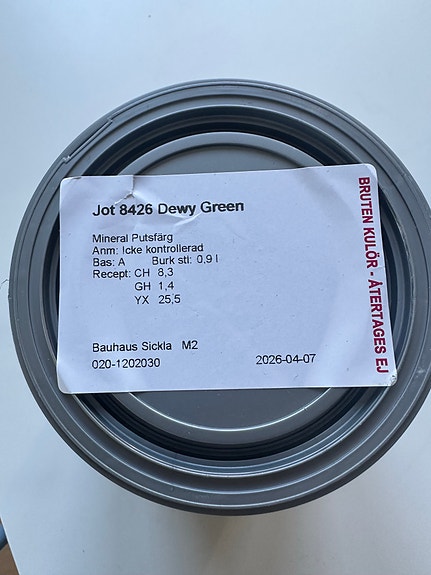 Jot 8426 Dewy Green
Mineral Putsfärg
Anm: Icke kontrollerad
Bas: A Burk stl: 0,9 l
Recept: CH 8,3
GH 1,4
YX 25,5
Bauhaus Sickla M2
020-1202030 2026-04-07
BRUTEN KULÖR - ÅTERTAGES EJ